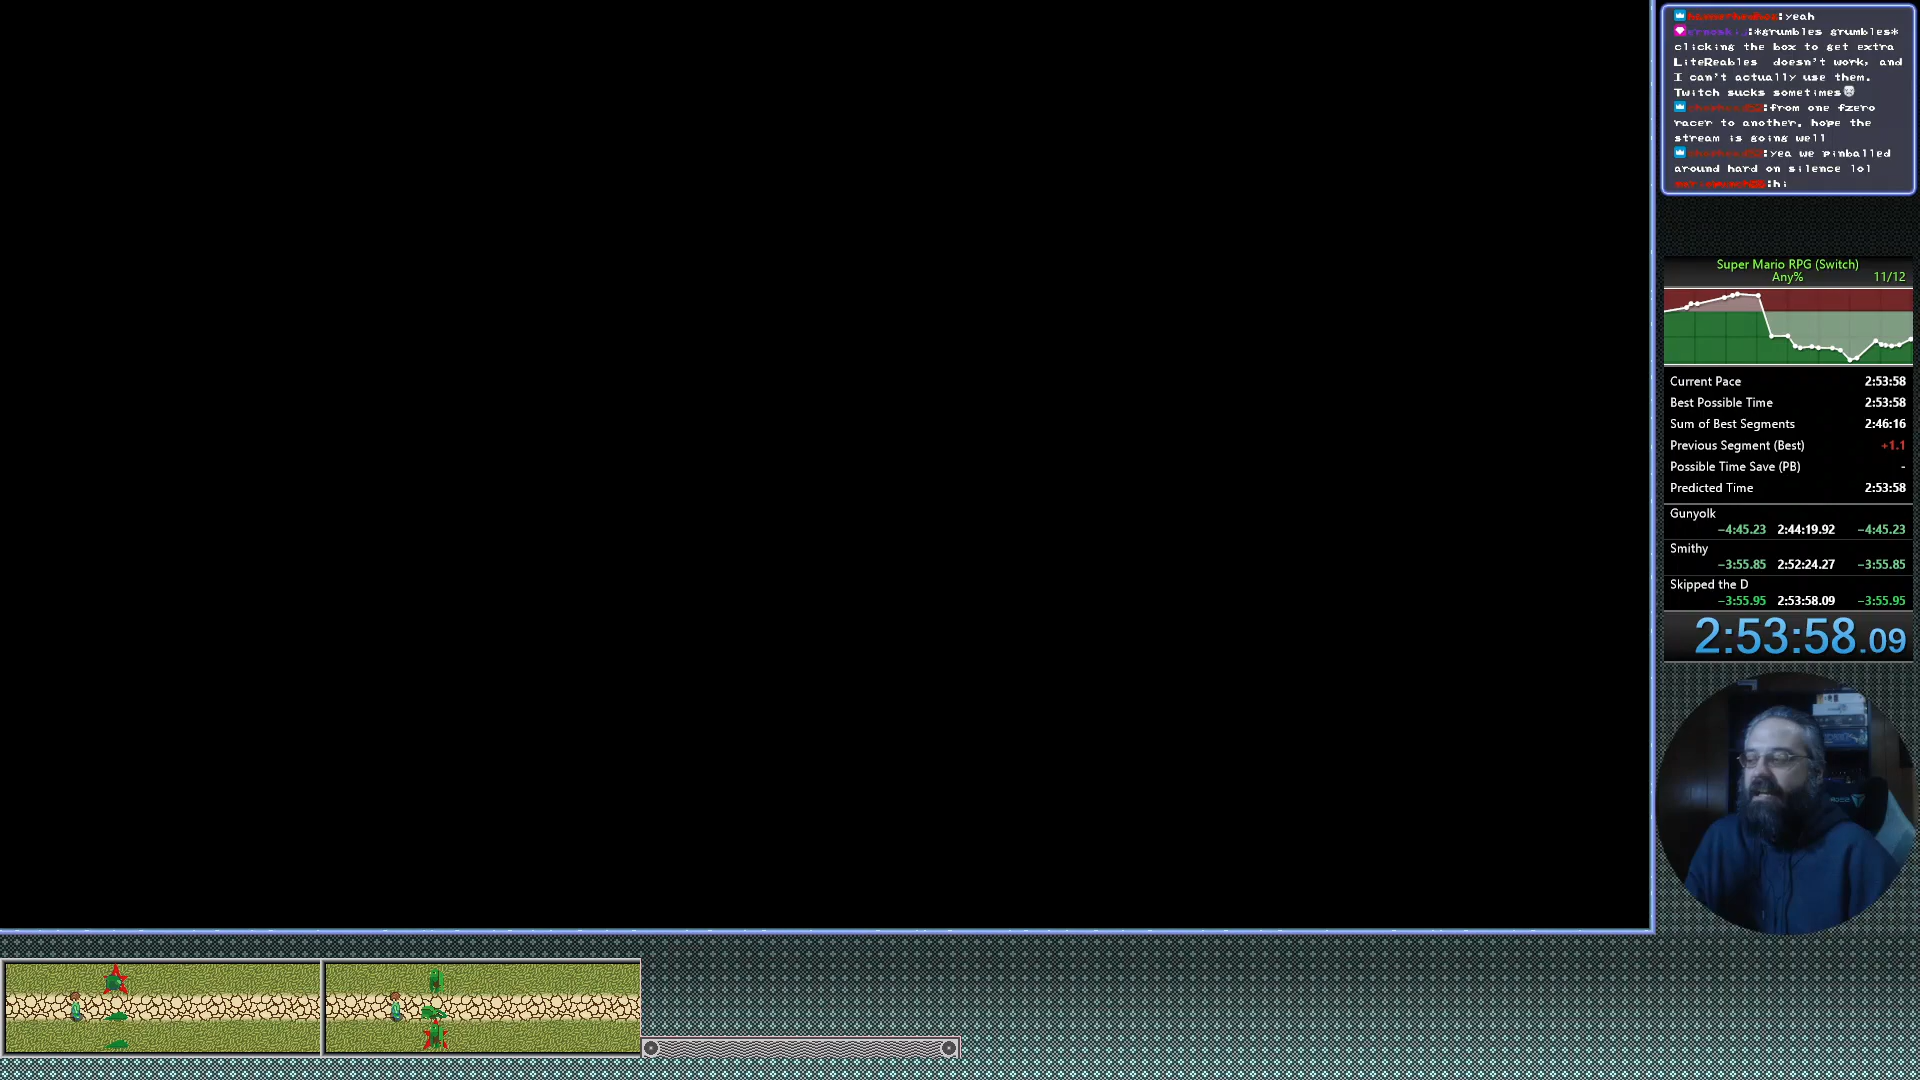 :yeah
:*grumbles grumbles*
clicking the box to get extra
LiteReables doesn't work, and
I can't actually use them.
Twitch sucks sometimes
:from one fzero
racer to another, hope the
stream is going well
:yea we pinballed
around hard on silence lol
:hi
Super Mario RPG (Switch)
Any% 11/12
Current Pace 2:53:58
Best Possible Time 2:53:58
Sum of Best Segments 2:46:16
Previous Segment (Best) +1.1
Possible Time Save (PB) -
Predicted Time 2:53:58
Gunyolk
−4:45.23 2:44:19.92 −4:45.23
Smithy
−3:55.85 2:52:24.27 −3:55.85
Skipped the D
−3:55.95 2:53:58.09 −3:55.95
2:53:58.09